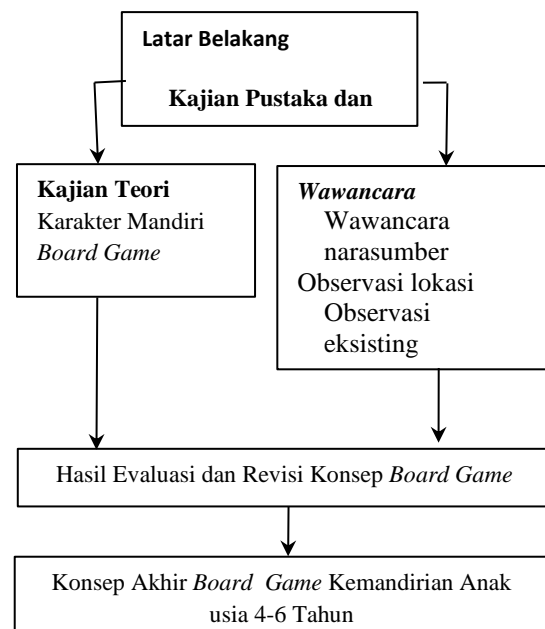 Latar Belakang
Kajian Pustaka dan
Kajian Teori
Karakter Mandiri
Board Game
Wawancara
Wawancara
narasumber
Observasi lokasi
Observasi
eksisting
Hasil Evaluasi dan Revisi Konsep Board Game
Konsep Akhir Board Game Kemandirian Anak
usia 4-6 Tahun